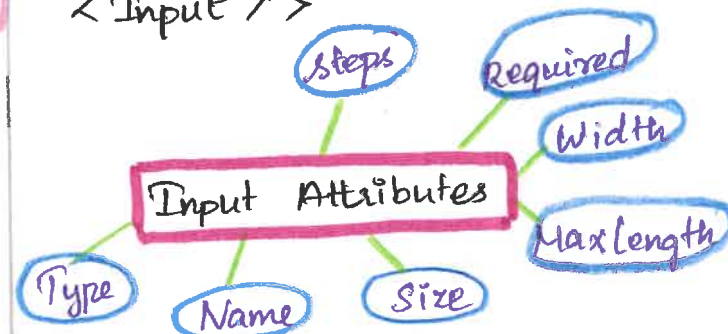 < Input / >
steps
Required
Width
Input Attributes
Maxlength
Type
Name
Size